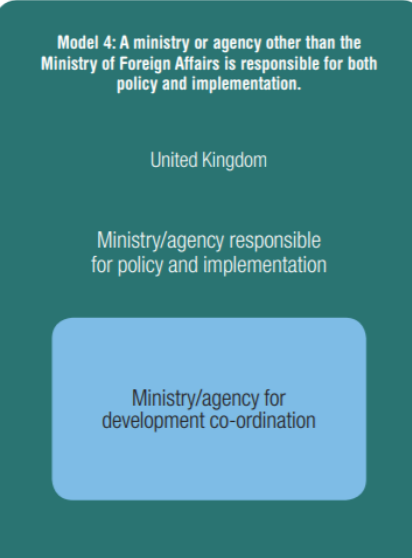 Model 4: A ministry or agency other than the
Ministry of Foreign Affairs is responsible for both
policy and implementation.
United Kingdom
Ministry/agency responsible
for policy and implementation
Ministry/agency for
development co-ordination